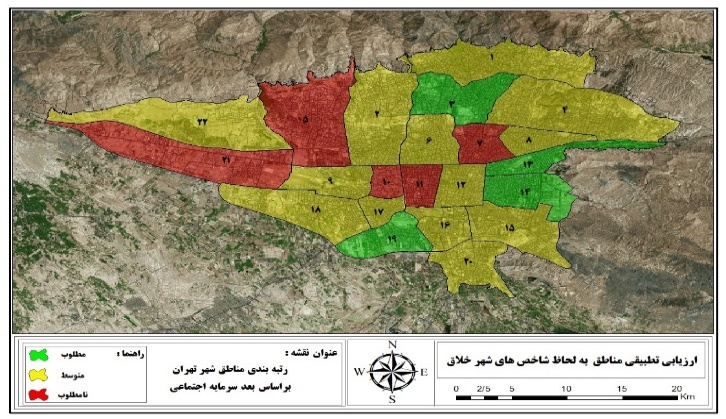 ۱
۲
۳
۴
۵
۶
۷
۸
۲۲
۲۱
۹
۱۰
۱۱
۱۲
۱۳
۱۴
۱۸
۱۷
۱۶
۱۵
۱۹
۲۰
ارزیابی تطبیقی مناطق به لحاظ شاخص های شهر خلاق
0 2/5 5 10 15 20
Km
N
W E
S
عنوان نقشه :
رتبه بندی مناطق شهر تهران
براساس بعد سرمایه اجتماعی
راهنما :
مطلوب
متوسط
نامطلوب